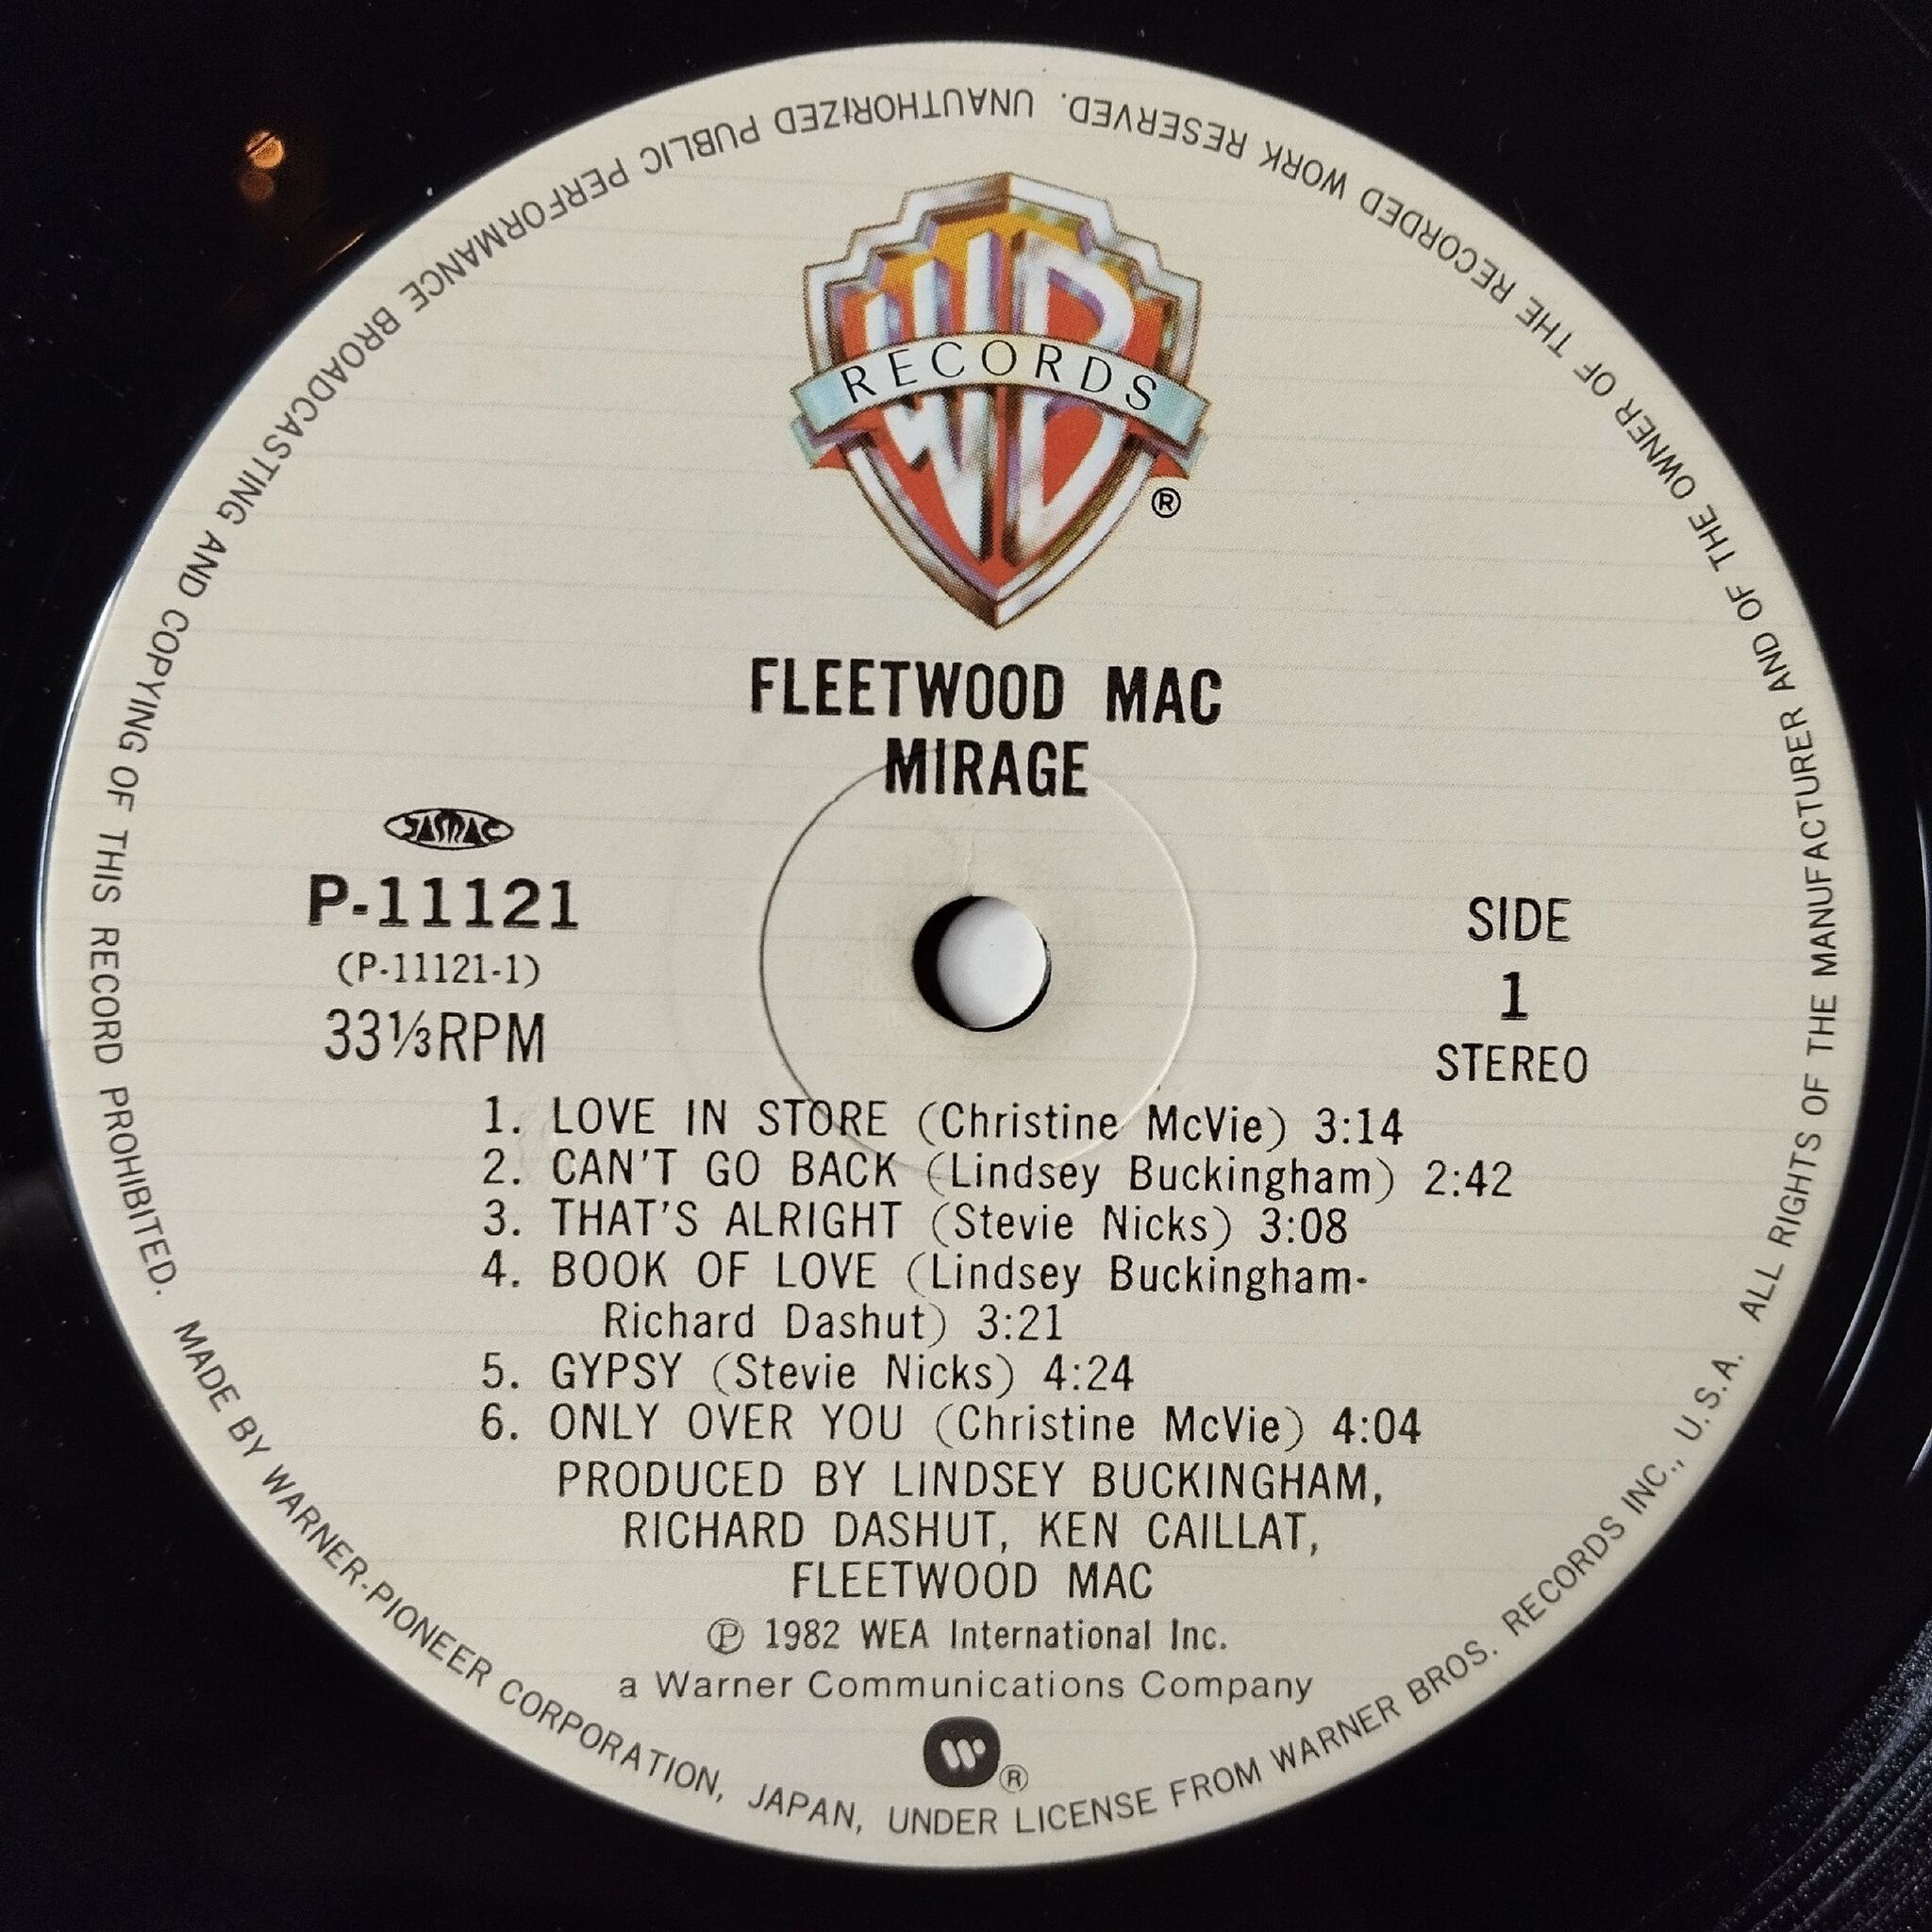 WB
RECORDS
®
FLEETWOOD MAC
MIRAGE
JASRAC
P-11121
(P-11121-1)
33⅓RPM
SIDE
1
STEREO
1. LOVE IN STORE (Christine McVie) 3:14
2. CAN'T GO BACK (Lindsey Buckingham) 2:42
3. THAT'S ALRIGHT (Stevie Nicks) 3:08
4. BOOK OF LOVE (Lindsey Buckingham-
Richard Dashut) 3:21
5. GYPSY (Stevie Nicks) 4:24
6. ONLY OVER YOU (Christine McVie) 4:04
PRODUCED BY LINDSEY BUCKINGHAM,
RICHARD DASHUT, KEN CAILLAT,
FLEETWOOD MAC
℗ 1982 WEA International Inc.
a Warner Communications Company
W®
MADE BY WARNER-PIONEER CORPORATION, JAPAN, UNDER LICENSE FROM WARNER BROS. RECORDS INC., U.S.A. ALL RIGHTS OF THE MANUFACTURER AND OF THE OWNER OF THE RECORDED WORK RESERVED. UNAUTHORIZED PUBLIC PERFORMANCE BROADCASTING AND COPYING OF THIS RECORD PROHIBITED.